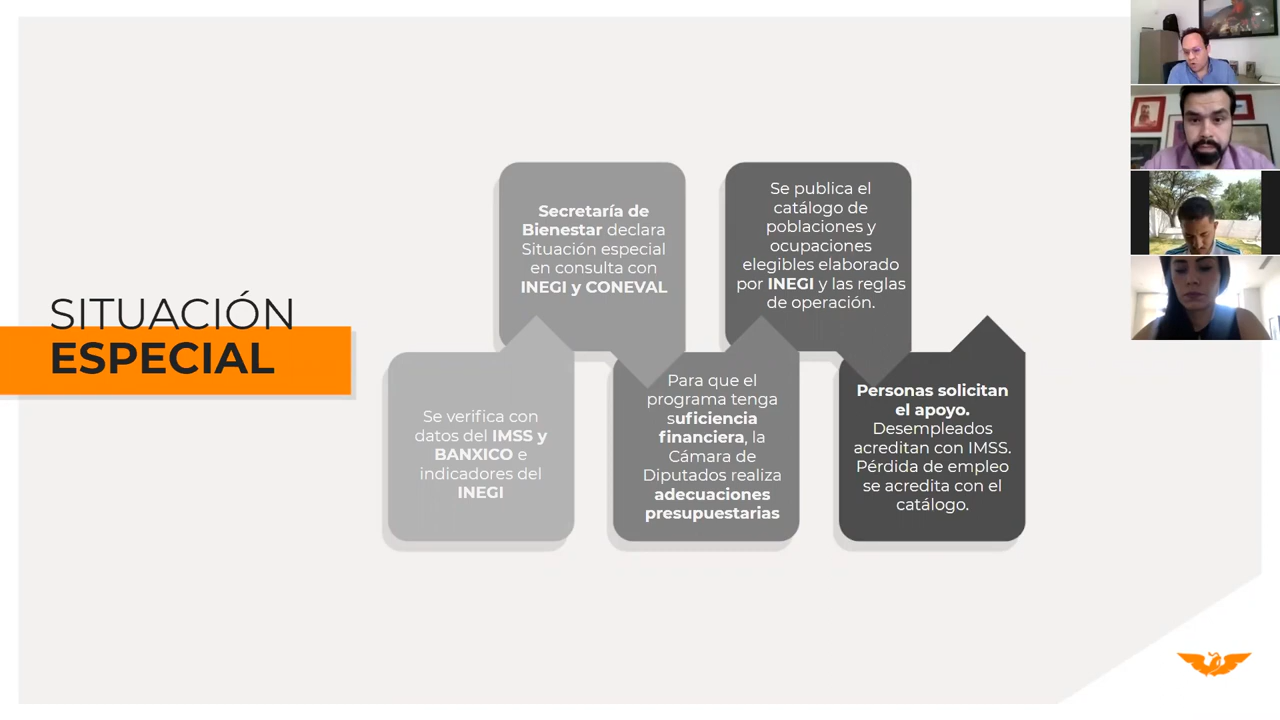 SITUACIÓN
ESPECIAL
Se verifica con
datos del IMSS y
BANXICO e
indicadores del
INEGI
Secretaría de
Bienestar declara
Situación especial
en consulta con
INEGI y CONEVAL
Para que el
programa tenga
suficiencia
financiera, la
Cámara de
Diputados realiza
adecuaciones
presupuestarias
Se publica el
catálogo de
poblaciones y
ocupaciones
elegibles elaborado
por INEGI y las reglas
de operación.
Personas solicitan
el apoyo.
Desempleados
acreditan con IMSS.
Pérdida de empleo
se acredita con el
catálogo.